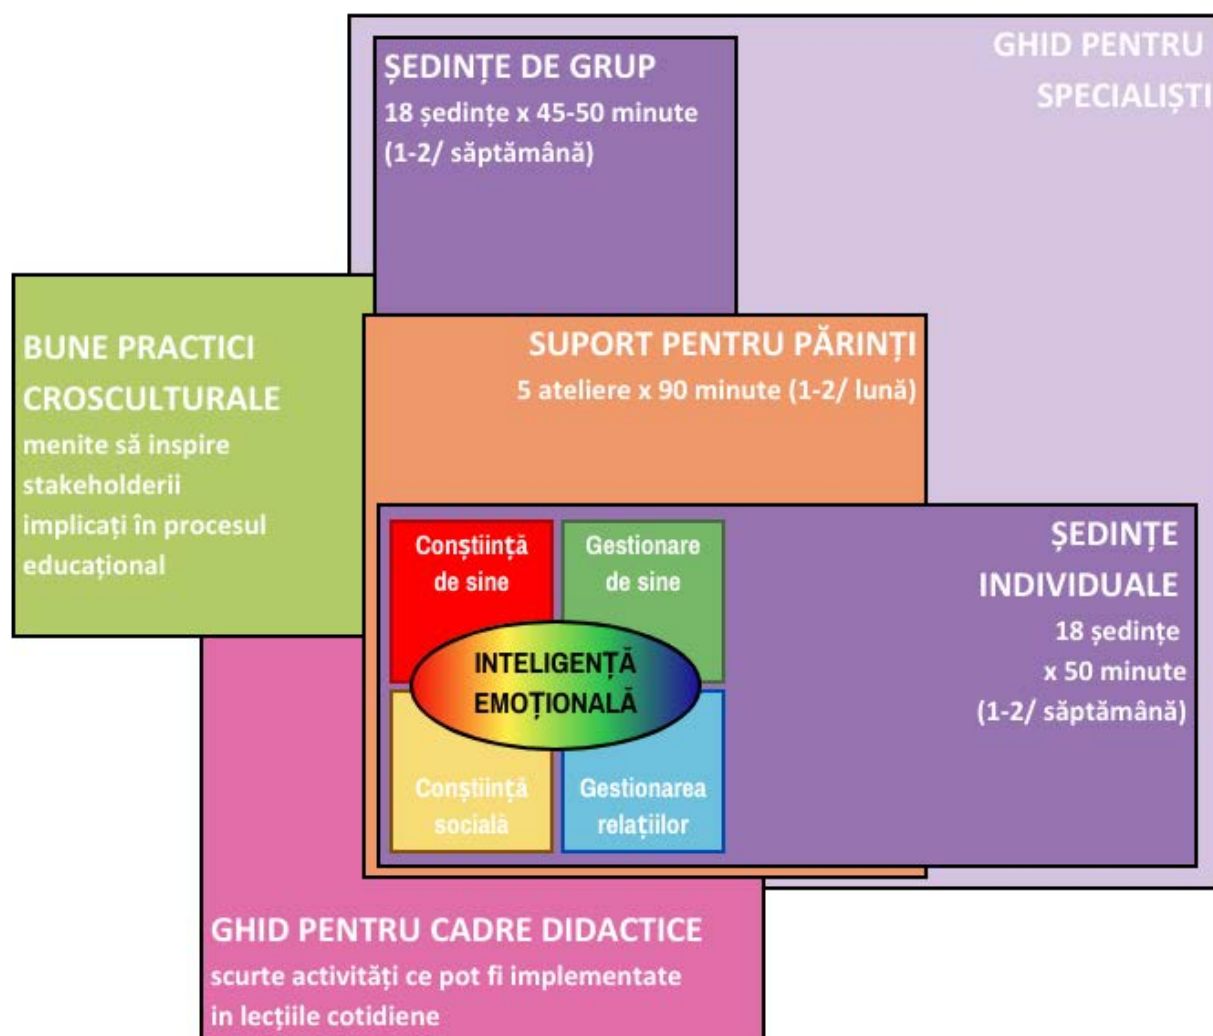 GHID PENTRU
SPECIALIȘTI
ȘEDINȚE DE GRUP
18 ședințe x 45-50 minute
(1-2/ săptămână)
BUNE PRACTICI
CROSCULTURALE
menite să inspire
stakeholderii
implicați în procesul
educațional
SUPORT PENTRU PĂRINȚI
5 ateliere x 90 minute (1-2/ lună)
ȘEDINȚE
INDIVIDUALE
18 ședințe
x 50 minute
(1-2/ săptămână)
Conștiință
de sine
Gestionare
de sine
INTELIGENȚĂ
EMOȚIONALĂ
Conștiință
socială
Gestionarea
relațiilor
GHID PENTRU CADRE DIDACTICE
scurte activități ce pot fi implementate
in lecțiile cotidiene